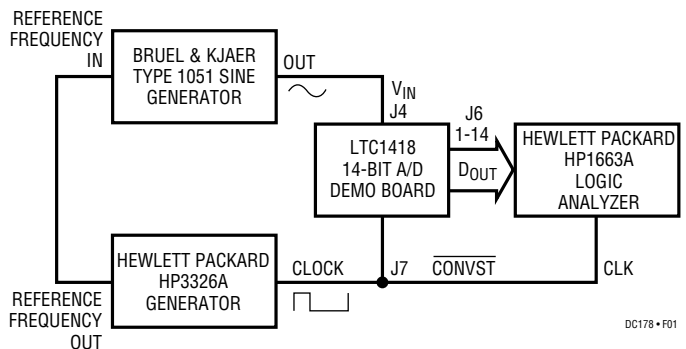 REFERENCE
FREQUENCY
IN
BRUEL & KJAER
TYPE 1051 SINE
GENERATOR
OUT
VIN
J4
LTC1418
14-BIT A/D
DEMO BOARD
J6
1-14
DOUT
HEWLETT PACKARD
HP1663A
LOGIC
ANALYZER
HEWLETT PACKARD
HP3326A
GENERATOR
CLOCK
J7
CONVST
CLK
REFERENCE
FREQUENCY
OUT
DC178 • F01